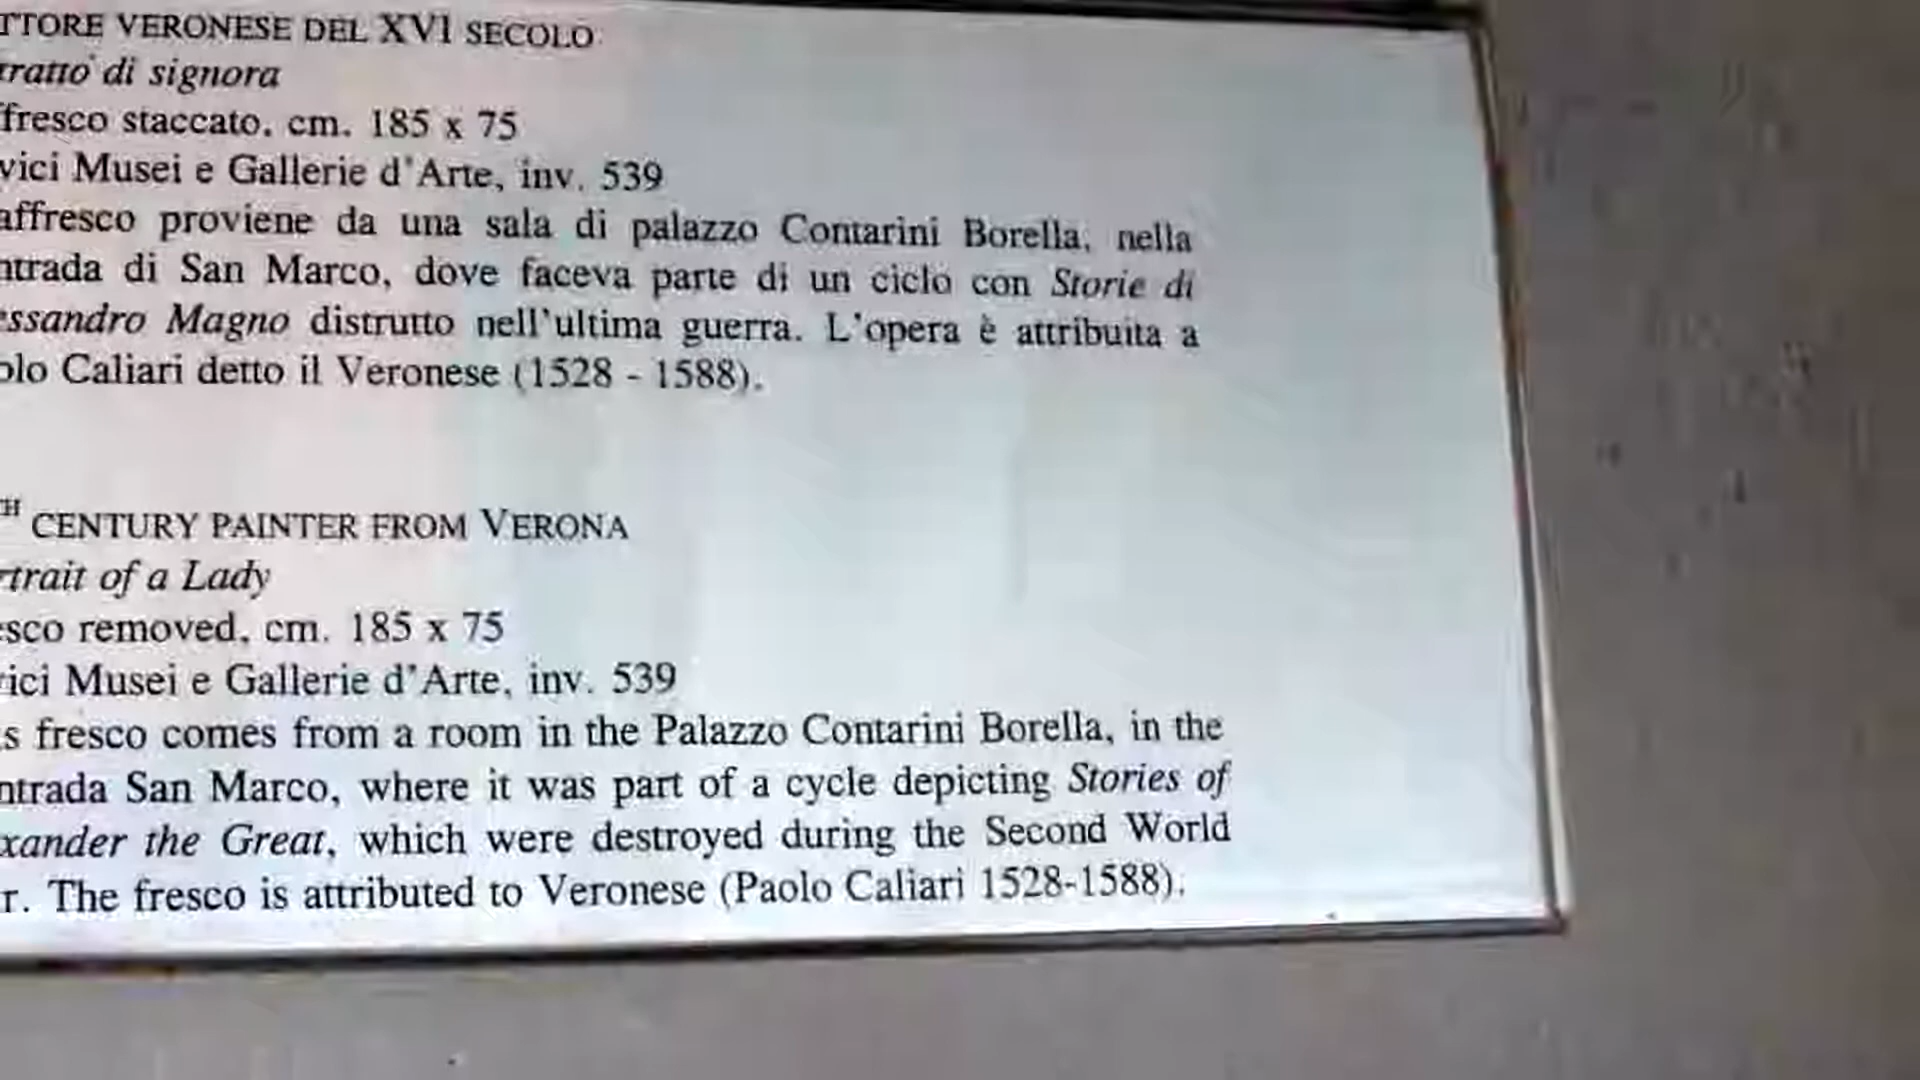 TTORE VERONESE DEL XVI SECOLO
tratto di signora
fresco staccato, cm. 185 x 75
vici Musei e Gallerie d'Arte, inv. 539
affresco proviene da una sala di palazzo Contarini Borella, nella
ntrada di San Marco, dove faceva parte di un ciclo con Storie di
essandro Magno distrutto nell'ultima guerra. L'opera è attribuita a
olo Caliari detto il Veronese (1528 - 1588).
TH CENTURY PAINTER FROM VERONA
rtrait of a Lady
esco removed, cm. 185 x 75
vici Musei e Gallerie d'Arte, inv. 539
s fresco comes from a room in the Palazzo Contarini Borella, in the
ntrada San Marco, where it was part of a cycle depicting Stories of
xander the Great, which were destroyed during the Second World
r. The fresco is attributed to Veronese (Paolo Caliari 1528-1588).